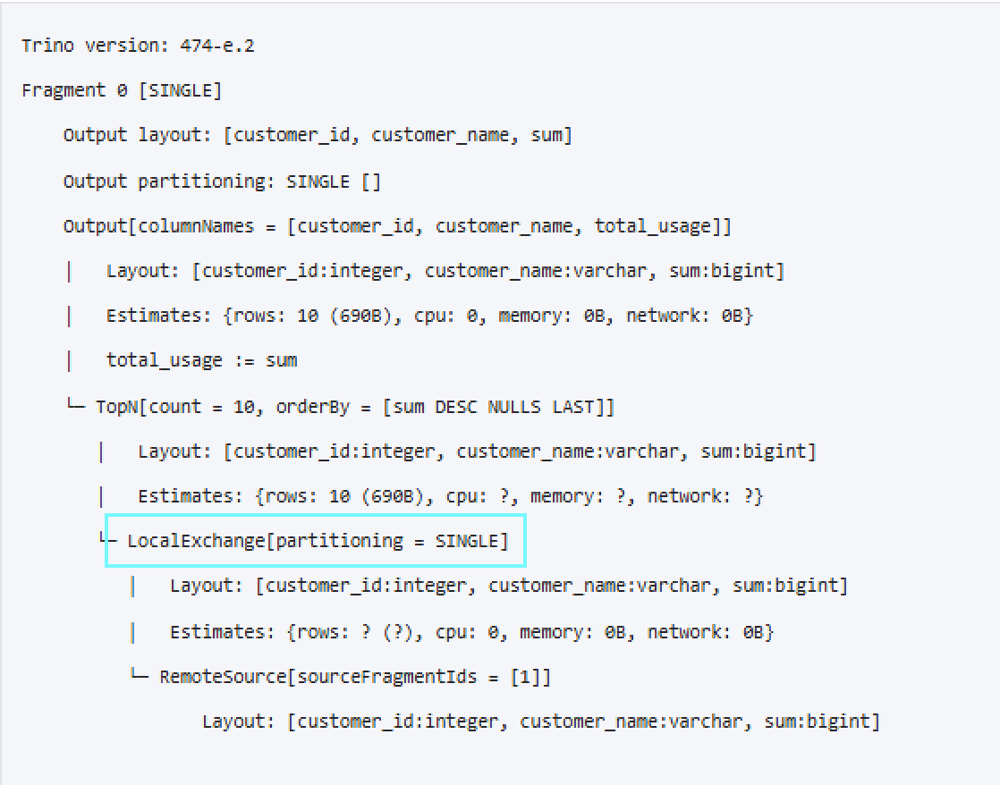 Trino version: 474-e.2
Fragment 0 [SINGLE]
Output layout: [customer_id, customer_name, sum]
Output partitioning: SINGLE []
Output[columnNames = [customer_id, customer_name, total_usage]]
│ Layout: [customer_id:integer, customer_name:varchar, sum:bigint]
│ Estimates: {rows: 10 (690B), cpu: 0, memory: 0B, network: 0B}
│ total_usage := sum
└─ TopN[count = 10, orderBy = [sum DESC NULLS LAST]]
│ Layout: [customer_id:integer, customer_name:varchar, sum:bigint]
│ Estimates: {rows: 10 (690B), cpu: ?, memory: ?, network: ?}
└─ LocalExchange[partitioning = SINGLE]
│ Layout: [customer_id:integer, customer_name:varchar, sum:bigint]
│ Estimates: {rows: ? (?), cpu: 0, memory: 0B, network: 0B}
└─ RemoteSource[sourceFragmentIds = [1]]
Layout: [customer_id:integer, customer_name:varchar, sum:bigint]